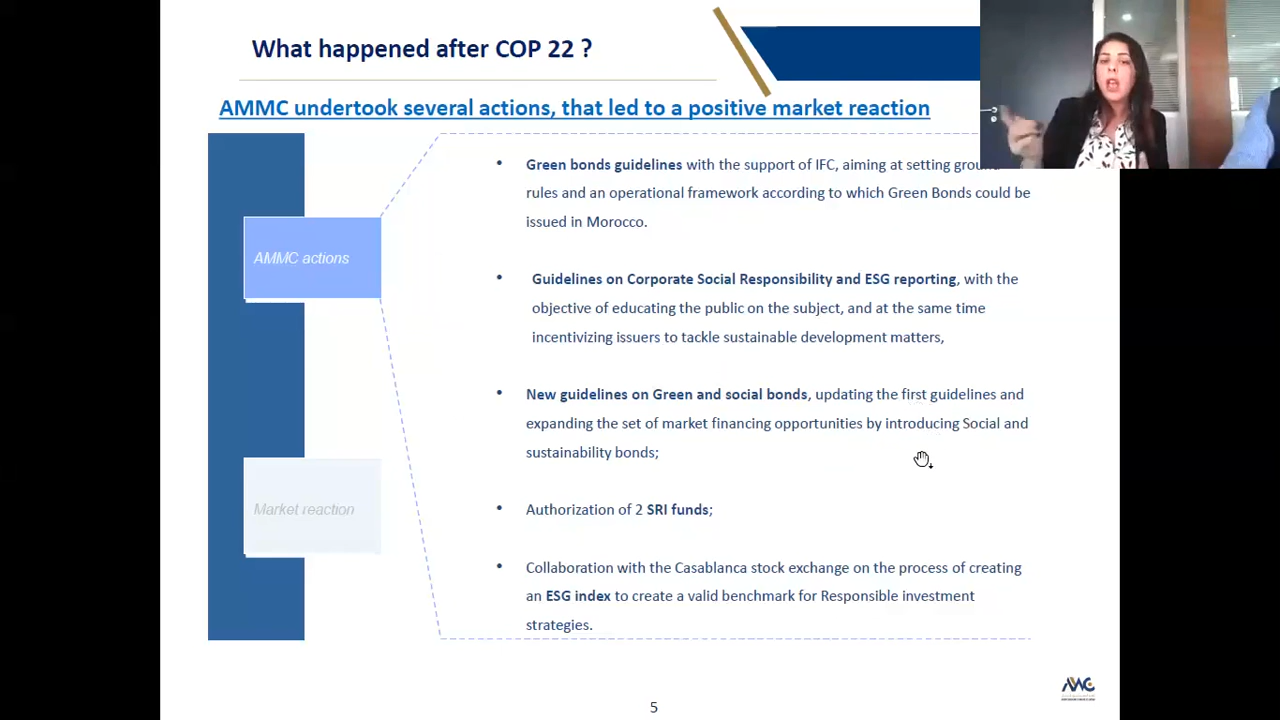 What happened after COP 22 ?
AMMC undertook several actions, that led to a positive market reaction
AMMC actions
Market reaction
• Green bonds guidelines with the support of IFC, aiming at setting ground
rules and an operational framework according to which Green Bonds could be
issued in Morocco.
• Guidelines on Corporate Social Responsibility and ESG reporting, with the
objective of educating the public on the subject, and at the same time
incentivizing issuers to tackle sustainable development matters,
• New guidelines on Green and social bonds, updating the first guidelines and
expanding the set of market financing opportunities by introducing Social and
sustainability bonds;
• Authorization of 2 SRI funds;
• Collaboration with the Casablanca stock exchange on the process of creating
an ESG index to create a valid benchmark for Responsible investment
strategies.
5